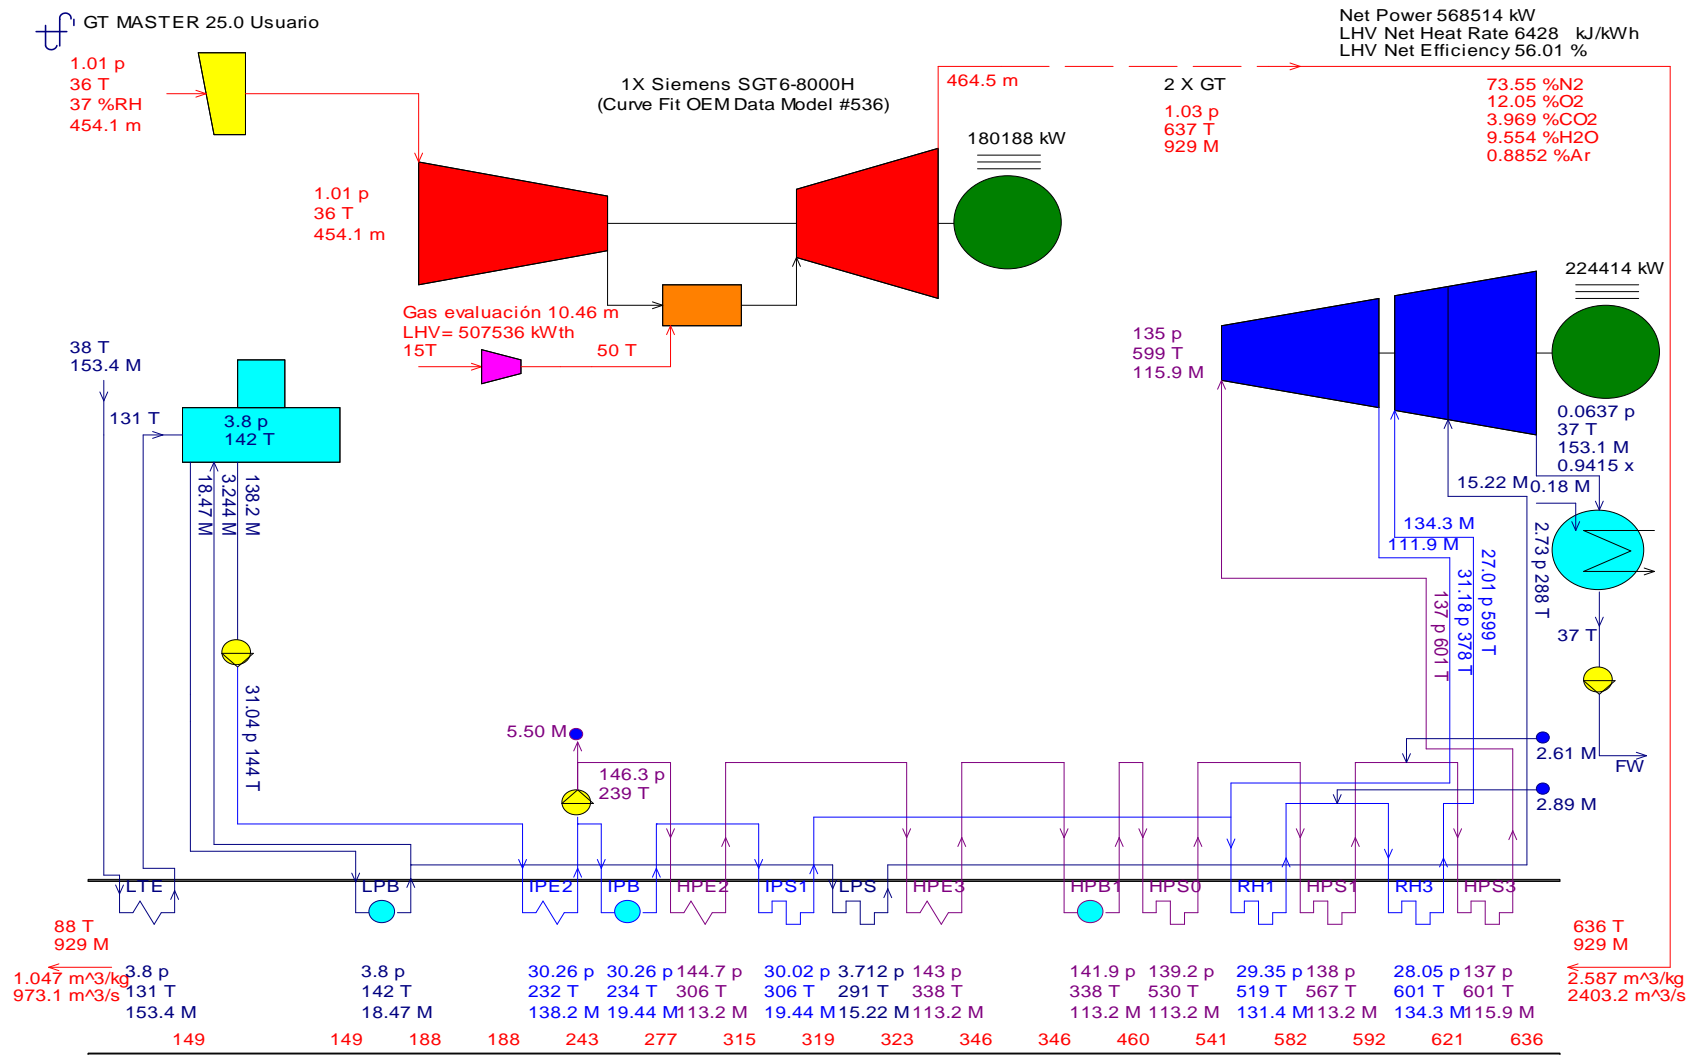 GT MASTER 25.0 Usuario
Net Power 568514 kW
LHV Net Heat Rate 6428 kJ/kWh
LHV Net Efficiency 56.01 %
1.01 p
36 T
37 %RH
454.1 m
1X Siemens SGT6-8000H
(Curve Fit OEM Data Model #536)
464.5 m
2 X GT
1.03 p
637 T
929 M
73.55 %N2
12.05 %O2
3.969 %CO2
9.554 %H2O
0.8852 %Ar
180188 kW
1.01 p
36 T
454.1 m
224414 kW
Gas evaluación 10.46 m
LHV= 507536 kWth
15T
50 T
135 p
599 T
115.9 M
38 T
153.4 M
131 T
3.8 p
142 T
0.0637 p
37 T
153.1 M
0.9415 x
18.47 M
3.244 M
138.2 M
15.22 M
0.18 M
134.3 M
111.9 M
2.73 p 288 T
27.01 p 599 T
31.18 p 378 T
137 p 601 T
37 T
31.04 p 144 T
5.50 M
146.3 p
239 T
2.61 M
FW
2.89 M
LTE
LPB
IPE2
IPB
HPE2
IPS1
LPS
HPE3
HPB1
HPS0
RH1
HPS1
RH3
HPS3
88 T
929 M
636 T
929 M
1.047 m^3/kg
973.1 m^3/s
2.587 m^3/kg
2403.2 m^3/s
3.8 p
131 T
153.4 M
3.8 p
142 T
18.47 M
30.26 p
232 T
138.2 M
30.26 p
234 T
19.44 M
144.7 p
306 T
113.2 M
30.02 p
306 T
19.44 M
3.712 p
291 T
15.22 M
143 p
338 T
113.2 M
141.9 p
338 T
113.2 M
139.2 p
530 T
113.2 M
29.35 p
519 T
131.4 M
138 p
567 T
113.2 M
28.05 p
601 T
134.3 M
137 p
601 T
115.9 M
149 149 188 188 243 277 315 319 323 346 346 460 541 582 592 621 636